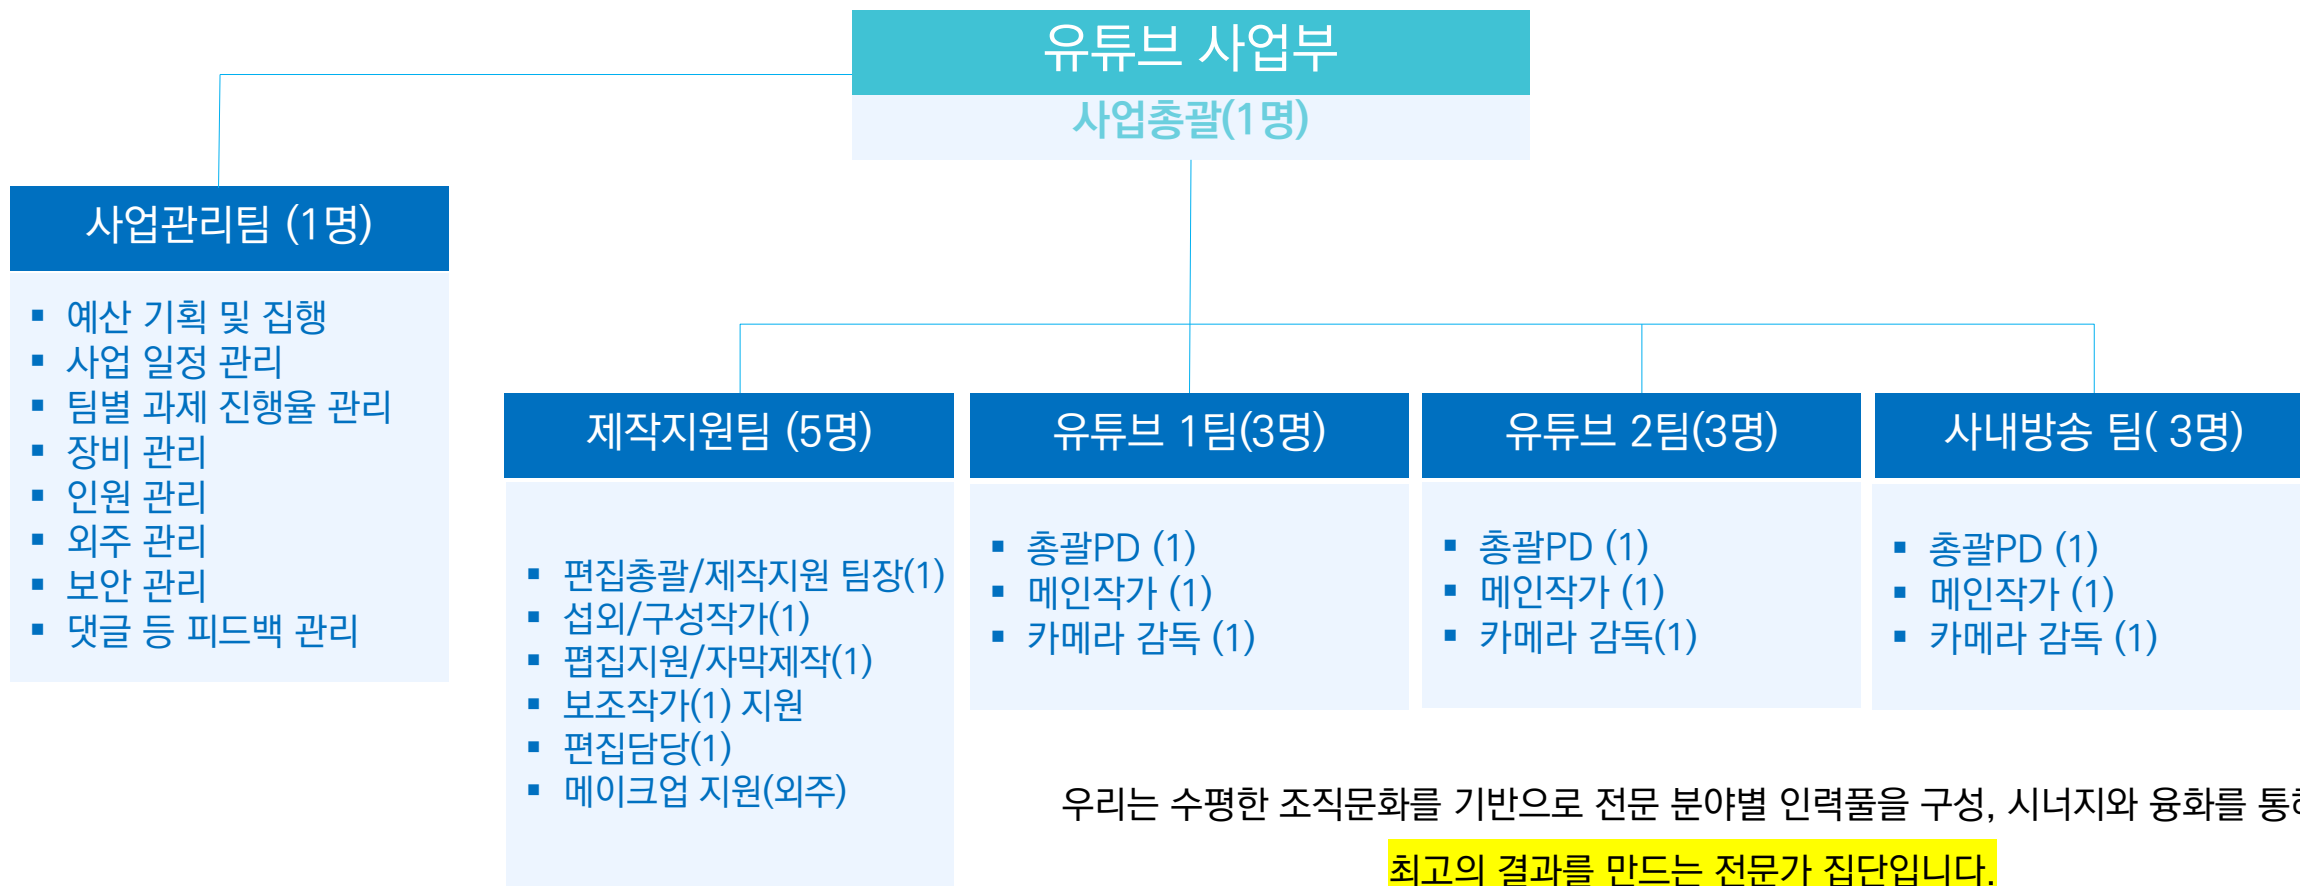 유튜브 사업부
사업총괄(1명)
사업관리팀 (1명)
▪ 예산 기획 및 집행
▪ 사업 일정 관리
▪ 팀별 과제 진행율 관리
▪ 장비 관리
▪ 인원 관리
▪ 외주 관리
▪ 보안 관리
▪ 댓글 등 피드백 관리
제작지원팀 (5명)
▪ 편집총괄/제작지원 팀장(1)
▪ 섭외/구성작가(1)
▪ 폅집지원/자막제작(1)
▪ 보조작가(1) 지원
▪ 편집담당(1)
▪ 메이크업 지원(외주)
유튜브 1팀(3명)
▪ 총괄PD (1)
▪ 메인작가 (1)
▪ 카메라 감독 (1)
유튜브 2팀(3명)
▪ 총괄PD (1)
▪ 메인작가 (1)
▪ 카메라 감독(1)
사내방송 팀( 3명)
▪ 총괄PD (1)
▪ 메인작가 (1)
▪ 카메라 감독 (1)
우리는 수평한 조직문화를 기반으로 전문 분야별 인력풀을 구성, 시너지와 융화를 통해
최고의 결과를 만드는 전문가 집단입니다.